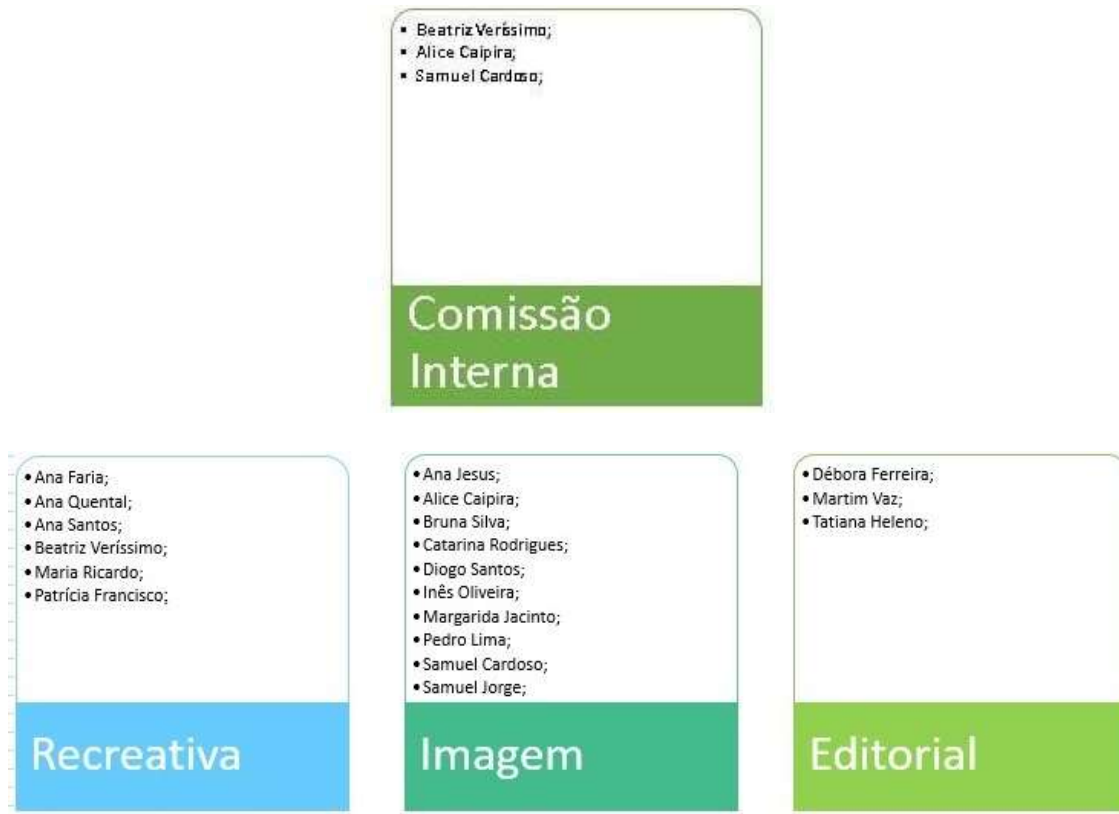 ▪ Beatriz Veríssimo;
▪ Alice Caipira;
▪ Samuel Cardoso;
Comissão
Interna
• Ana Faria;
• Ana Quental;
• Ana Santos;
• Beatriz Veríssimo;
• Maria Ricardo;
• Patrícia Francisco;
Recreativa
• Ana Jesus;
• Alice Caipira;
• Bruna Silva;
• Catarina Rodrigues;
• Diogo Santos;
• Inês Oliveira;
• Margarida Jacinto;
• Pedro Lima;
• Samuel Cardoso;
• Samuel Jorge;
Imagem
• Débora Ferreira;
• Martim Vaz;
• Tatiana Heleno;
Editorial